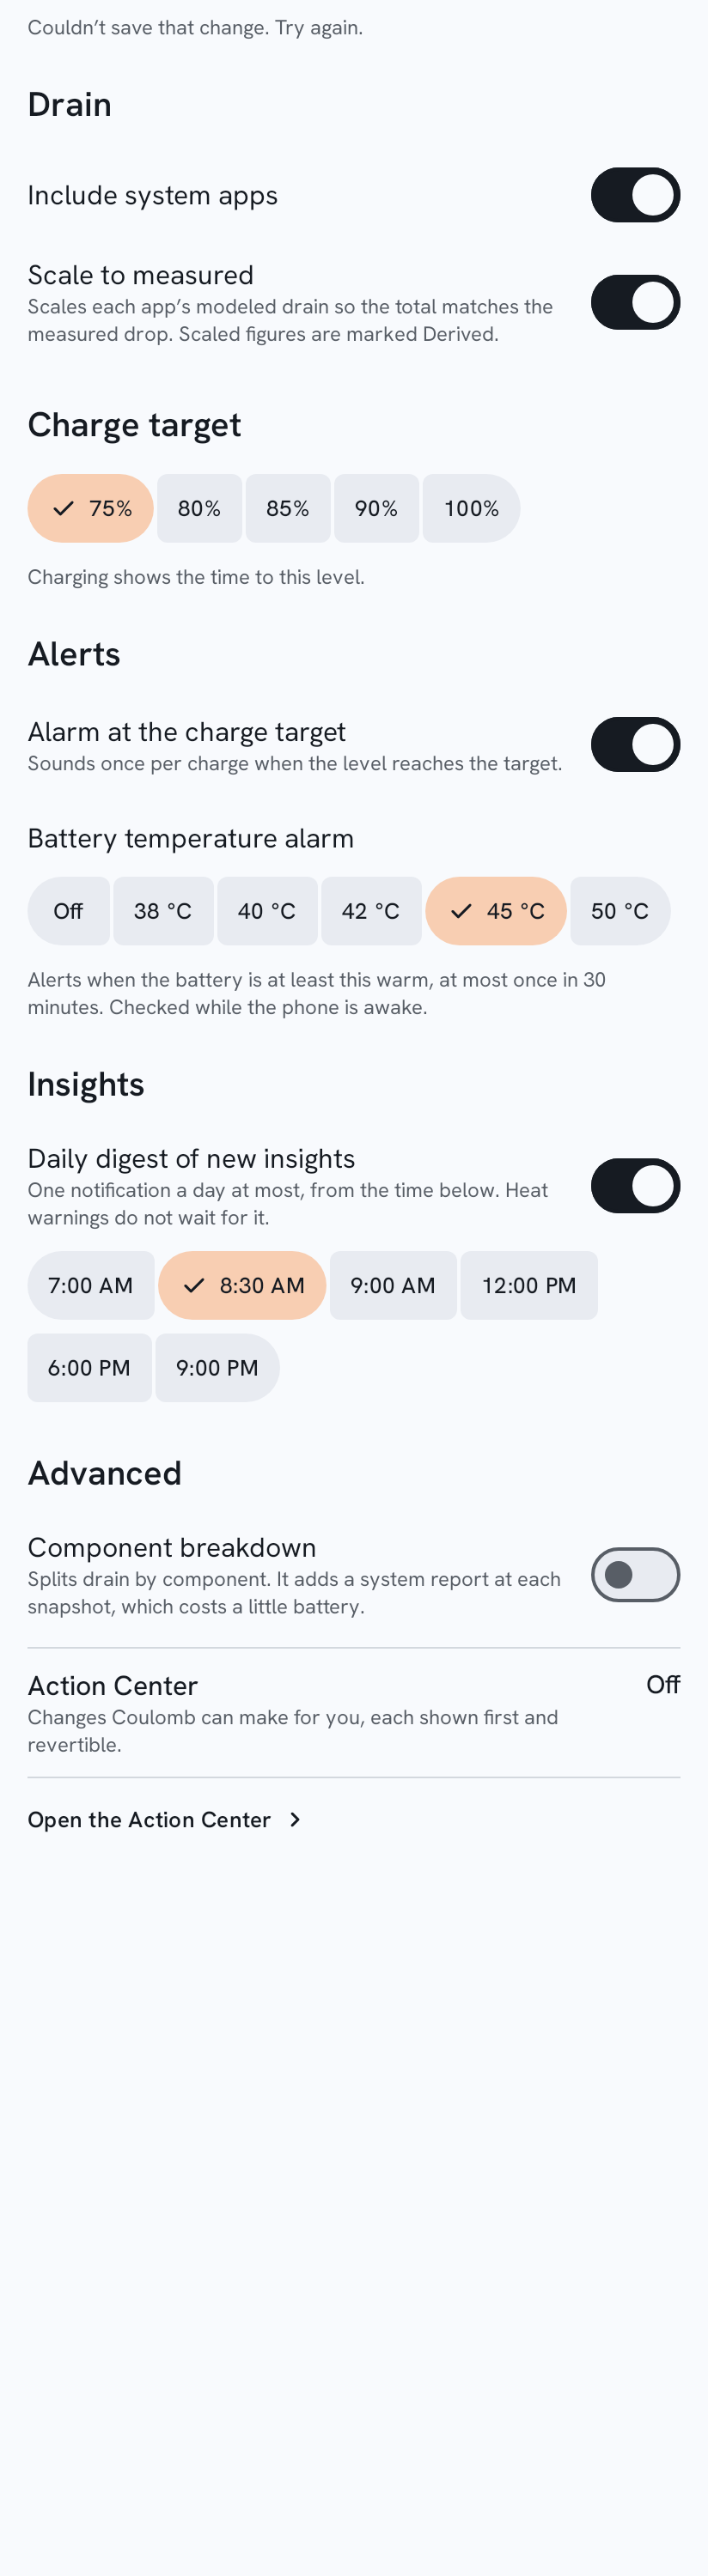 Couldn’t save that change. Try again.
Drain
Include system apps
Scale to measured
Scales each app’s modeled drain so the total matches the
measured drop. Scaled figures are marked Derived.
Charge target
75% 80% 85% 90% 100%
Charging shows the time to this level.
Alerts
Alarm at the charge target
Sounds once per charge when the level reaches the target.
Battery temperature alarm
Off 38 °C 40 °C 42 °C 45 °C 50 °C
Alerts when the battery is at least this warm, at most once in 30
minutes. Checked while the phone is awake.
Insights
Daily digest of new insights
One notification a day at most, from the time below. Heat
warnings do not wait for it.
7:00 AM 8:30 AM 9:00 AM 12:00 PM
6:00 PM 9:00 PM
Advanced
Component breakdown
Splits drain by component. It adds a system report at each
snapshot, which costs a little battery.
Action Center Off
Changes Coulomb can make for you, each shown first and
revertible.
Open the Action Center